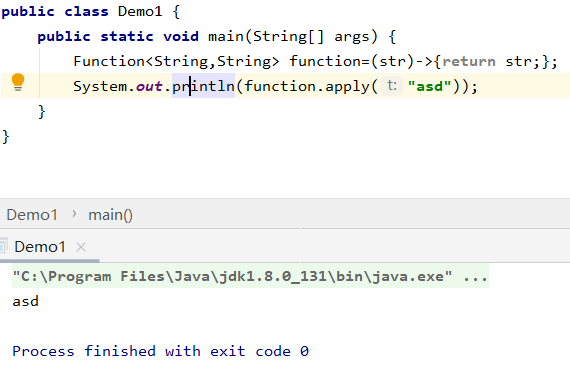 public class Demo1 {
    public static void main(String[] args) {
        Function<String,String> function=(str)->{return str;};
        System.out.println(function.apply( t: "asd"));
    }
}
Demo1 › main()
Demo1 ×
"C:\Program Files\Java\jdk1.8.0_131\bin\java.exe" ...
asd
Process finished with exit code 0